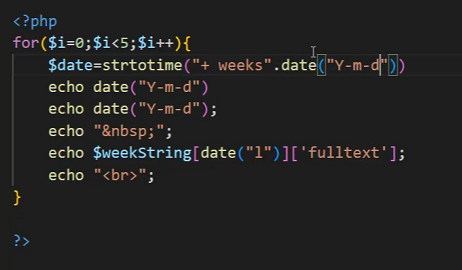 <?php
for($i=0;$i<5;$i++){
$date=strtotime("+ weeks".date("Y-m-d"))
echo date("Y-m-d")
echo date("Y-m-d");
echo "&nbsp;";
echo $weekString[date("l")]['fulltext'];
echo "<br>";
}
?>